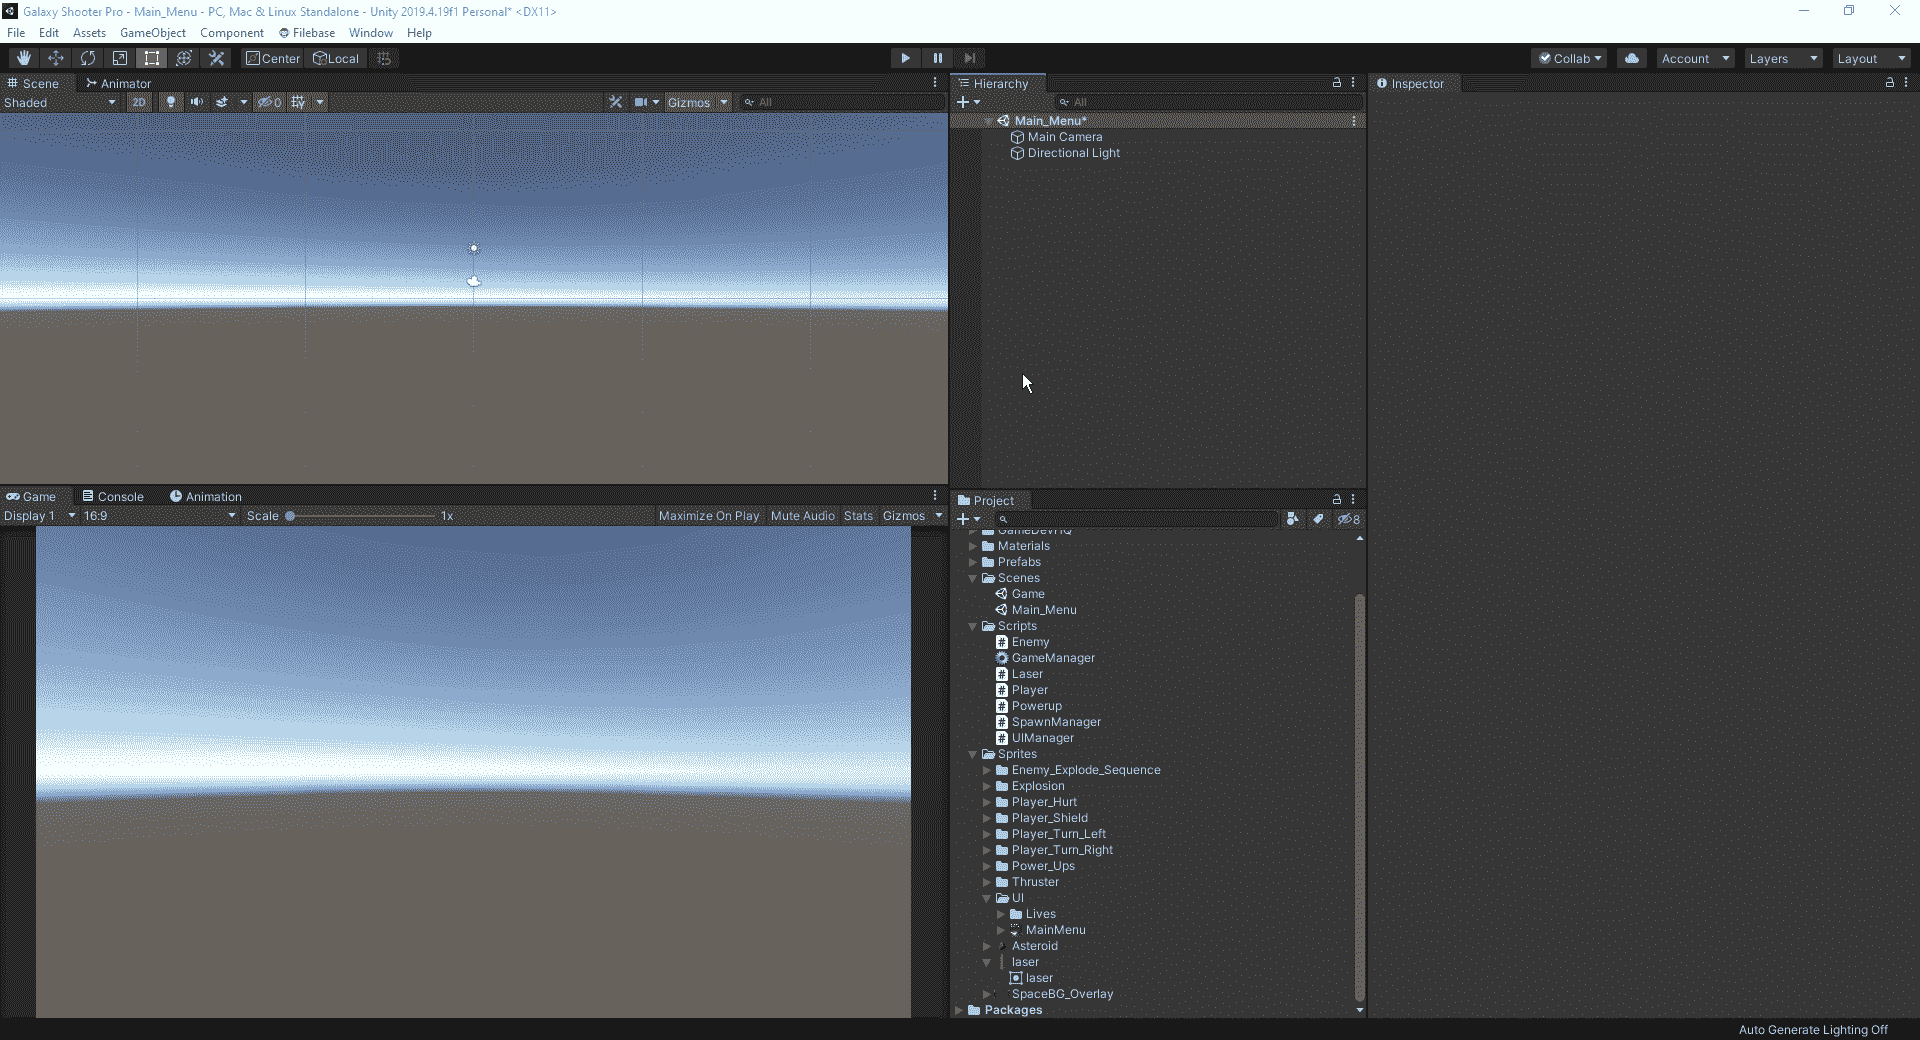 Galaxy Shooter Pro - Main_Menu - PC, Mac & Linux Standalone - Unity 2019.4.19f1 Personal* <DX11>
File Edit Assets GameObject Component Filebase Window Help
Center Local Collab Account Layers Layout
Scene Animator
Shaded 2D 0 Gizmos All
Hierarchy
All
Main_Menu*
Main Camera
Directional Light
Inspector
Game Console Animation
Display 1 16:9 Scale 1x Maximize On Play Mute Audio Stats Gizmos
Project
8
GameDevHQ
Materials
Prefabs
Scenes
Game
Main_Menu
Scripts
Enemy
GameManager
Laser
Player
Powerup
SpawnManager
UIManager
Sprites
Enemy_Explode_Sequence
Explosion
Player_Hurt
Player_Shield
Player_Turn_Left
Player_Turn_Right
Power_Ups
Thruster
UI
Lives
MainMenu
Asteroid
laser
laser
SpaceBG_Overlay
Packages
Auto Generate Lighting Off